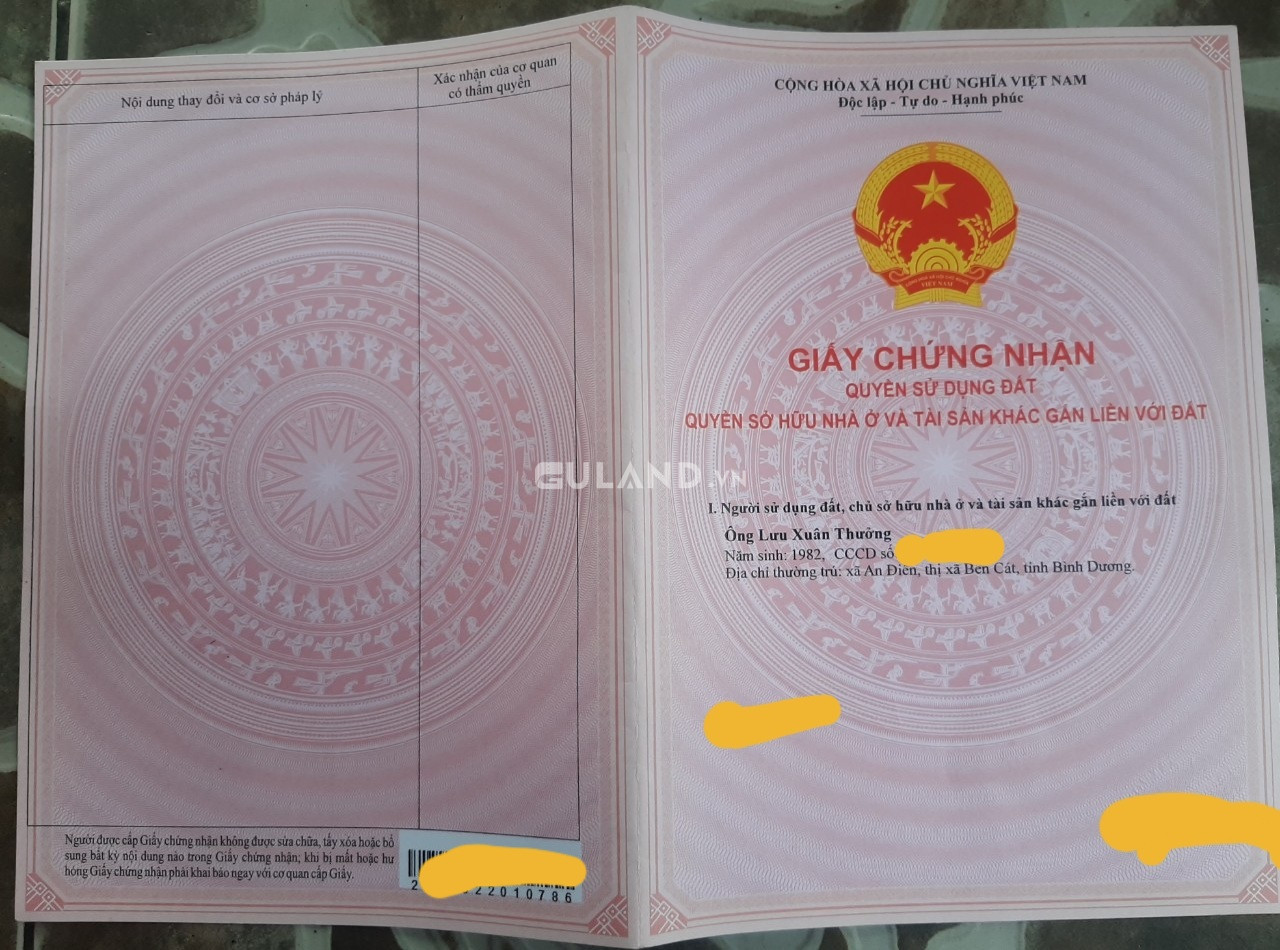 Nội dung thay đổi và cơ sở pháp lý
Xác nhận của cơ quan
có thẩm quyền
Người được cấp Giấy chứng nhận không được sửa chữa, tẩy xóa hoặc bổ
sung bất kỳ nội dung nào trong Giấy chứng nhận; khi bị mất hoặc hư
hỏng Giấy chứng nhận phải khai báo ngay với cơ quan cấp Giấy.
22010786
CỘNG HÒA XÃ HỘI CHỦ NGHĨA VIỆT NAM
Độc lập - Tự do - Hạnh phúc
VIỆT NAM
GIẤY CHỨNG NHẬN
QUYỀN SỬ DỤNG ĐẤT
QUYỀN SỞ HỮU NHÀ Ở VÀ TÀI SẢN KHÁC GẮN LIỀN VỚI ĐẤT
GULAND.VN
I. Người sử dụng đất, chủ sở hữu nhà ở và tài sản khác gắn liền với đất
Ông Lưu Xuân Thưởng
Năm sinh: 1982, CCCD số
Địa chỉ thường trú: xã An Điền, thị xã Bến Cát, tỉnh Bình Dương.